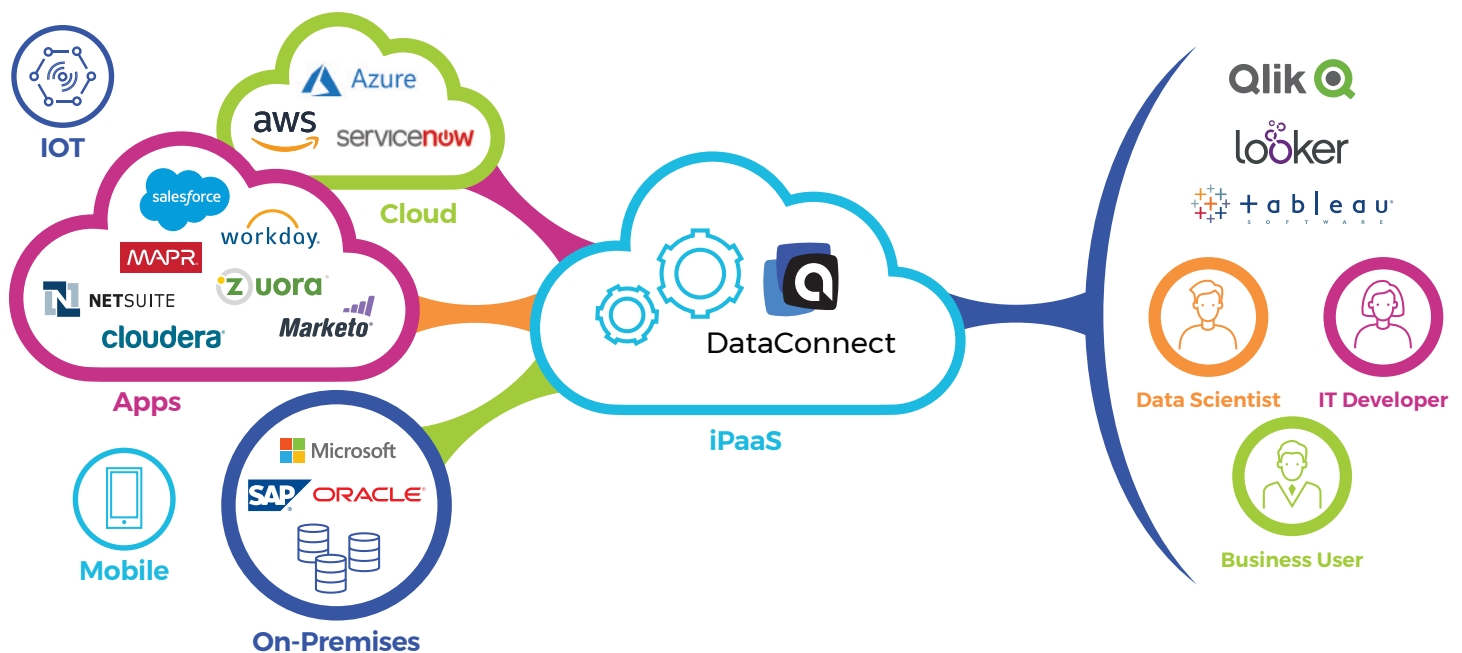 IOT
Azure
aws
servicenow
Cloud
salesforce
workday.
MAPR.
zuora
NETSUITE
Marketo
cloudera
Apps
Microsoft
SAP ORACLE
On-Premises
Mobile
DataConnect
iPaaS
Qlik
looker
tableau
SOFTWARE
Data Scientist
IT Developer
Business User